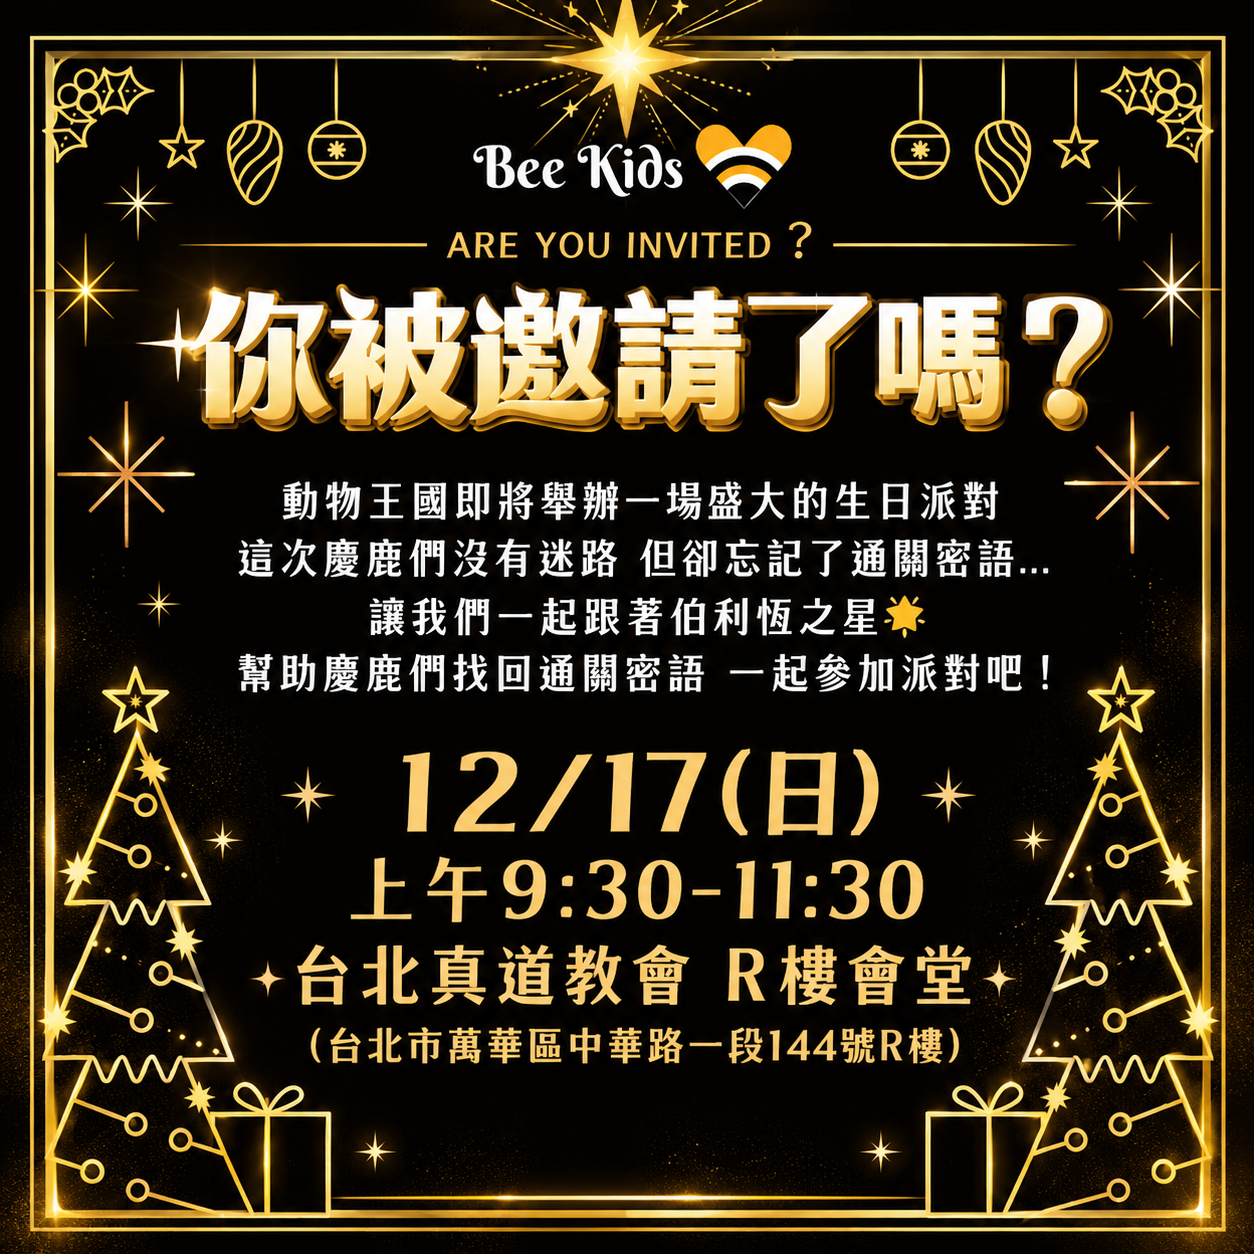 Bee Kids
ARE YOU INVITED ?
你被邀請了嗎？
動物王國即將舉辦一場盛大的生日派對
這次慶鹿們沒有迷路 但卻忘記了通關密語...
讓我們一起跟著伯利恆之星🌟
幫助慶鹿們找回通關密語 一起參加派對吧！
12/17(日)
上午9:30-11:30
台北真道教會 R樓會堂
(台北市萬華區中華路一段144號R樓)